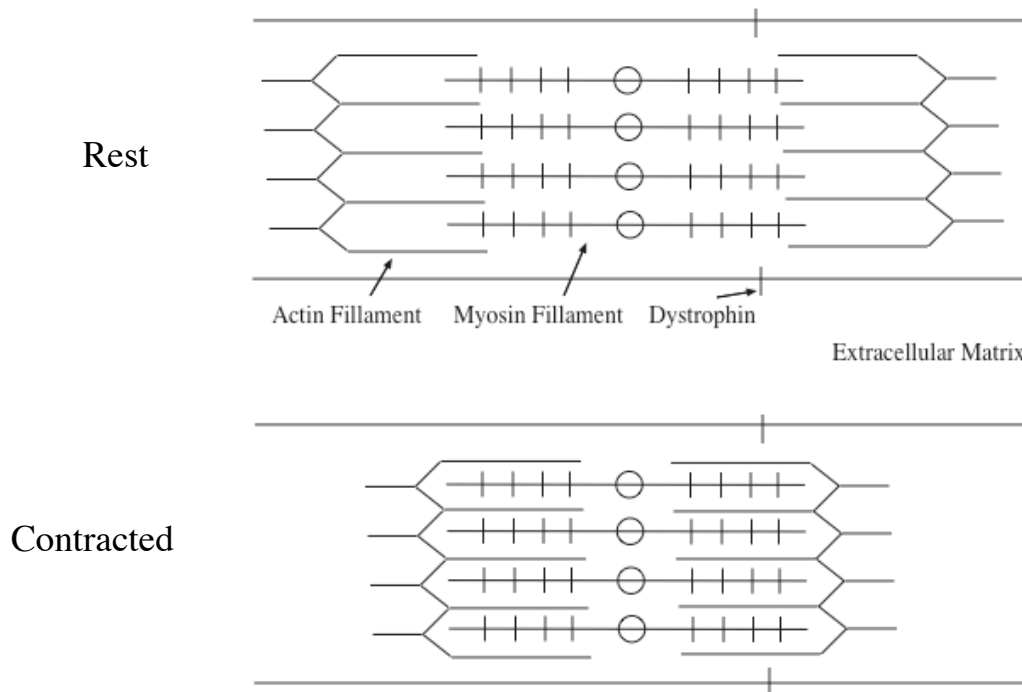 Rest
Actin Fillament Myosin Fillament Dystrophin
Extracellular Matrix
Contracted